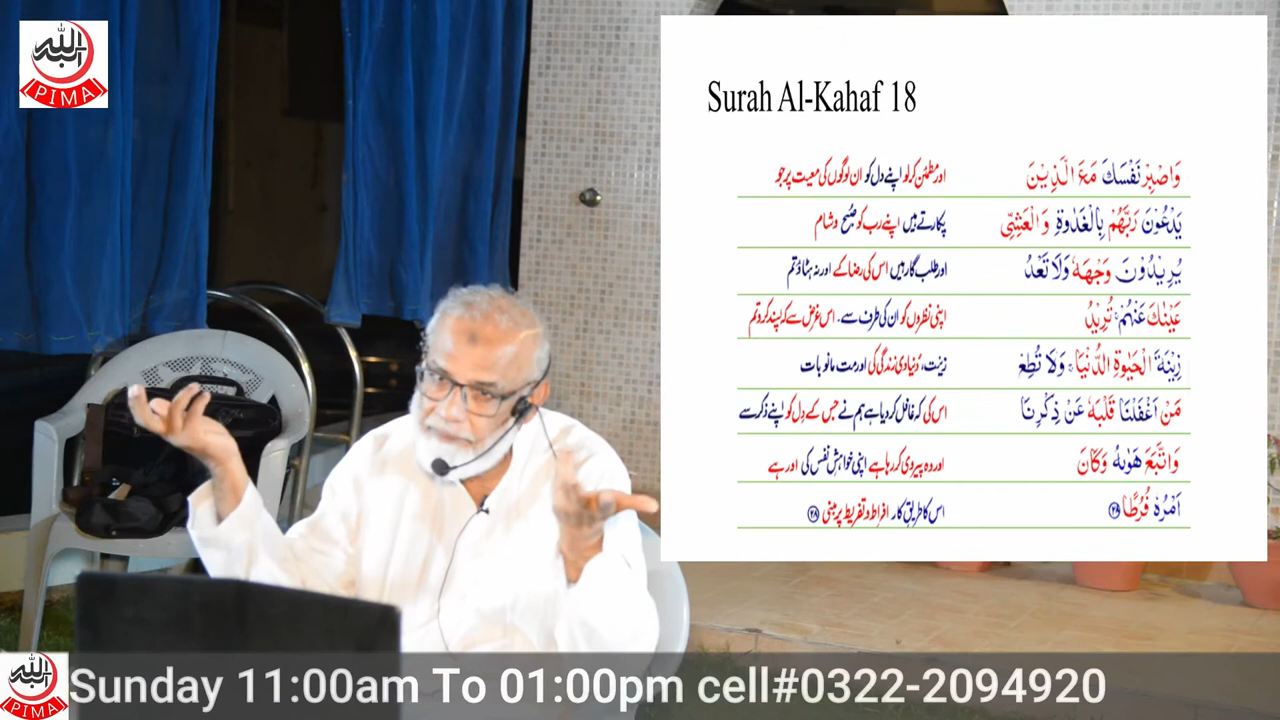 PIMA
Surah Al-Kahaf 18
وَاصْبِرْ نَفْسَكَ مَعَ الَّذِيْنَ اور مطمئن کر لو اپنے دل کو ان لوگوں کی معیت پر جو
يَدْعُوْنَ رَبَّهُمْ بِالْغَدٰوةِ وَالْعَشِيِّ پکارتے ہیں اپنے رب کو صُبح و شام
يُرِيْدُوْنَ وَجْهَهٗ وَلَا تَعْدُ اور طلب گار ہیں اس کی رضا کے اور نہ ہٹاؤ تم
عَيْنٰكَ عَنْهُمْ ۚ تُرِيْدُ اپنی نظروں کو ان کی طرف سے۔ اس غرض سے کہ پسند کرو تم
زِيْنَةَ الْحَيٰوةِ الدُّنْيَا ۚ وَلَا تُطِعْ زینت، دُنیاوی زندگی کی اور مت مانو بات
مَنْ اَغْفَلْنَا قَلْبَهٗ عَنْ ذِكْرِنَا اس کی کہ غافل کر دیا ہے ہم نے جس کے دِل کو اپنے ذکر سے
وَاتَّبَعَ هَوٰىهُ وَكَانَ اور وہ پیروی کر رہا ہے اپنی خواہشِ نفس کی اور ہے
اَمْرُهٗ فُرُطًا ۲۸ اس کا طریقِ کار افراط و تفریط پر مبنی ۲۸
PIMA Sunday 11:00am To 01:00pm cell#0322-2094920